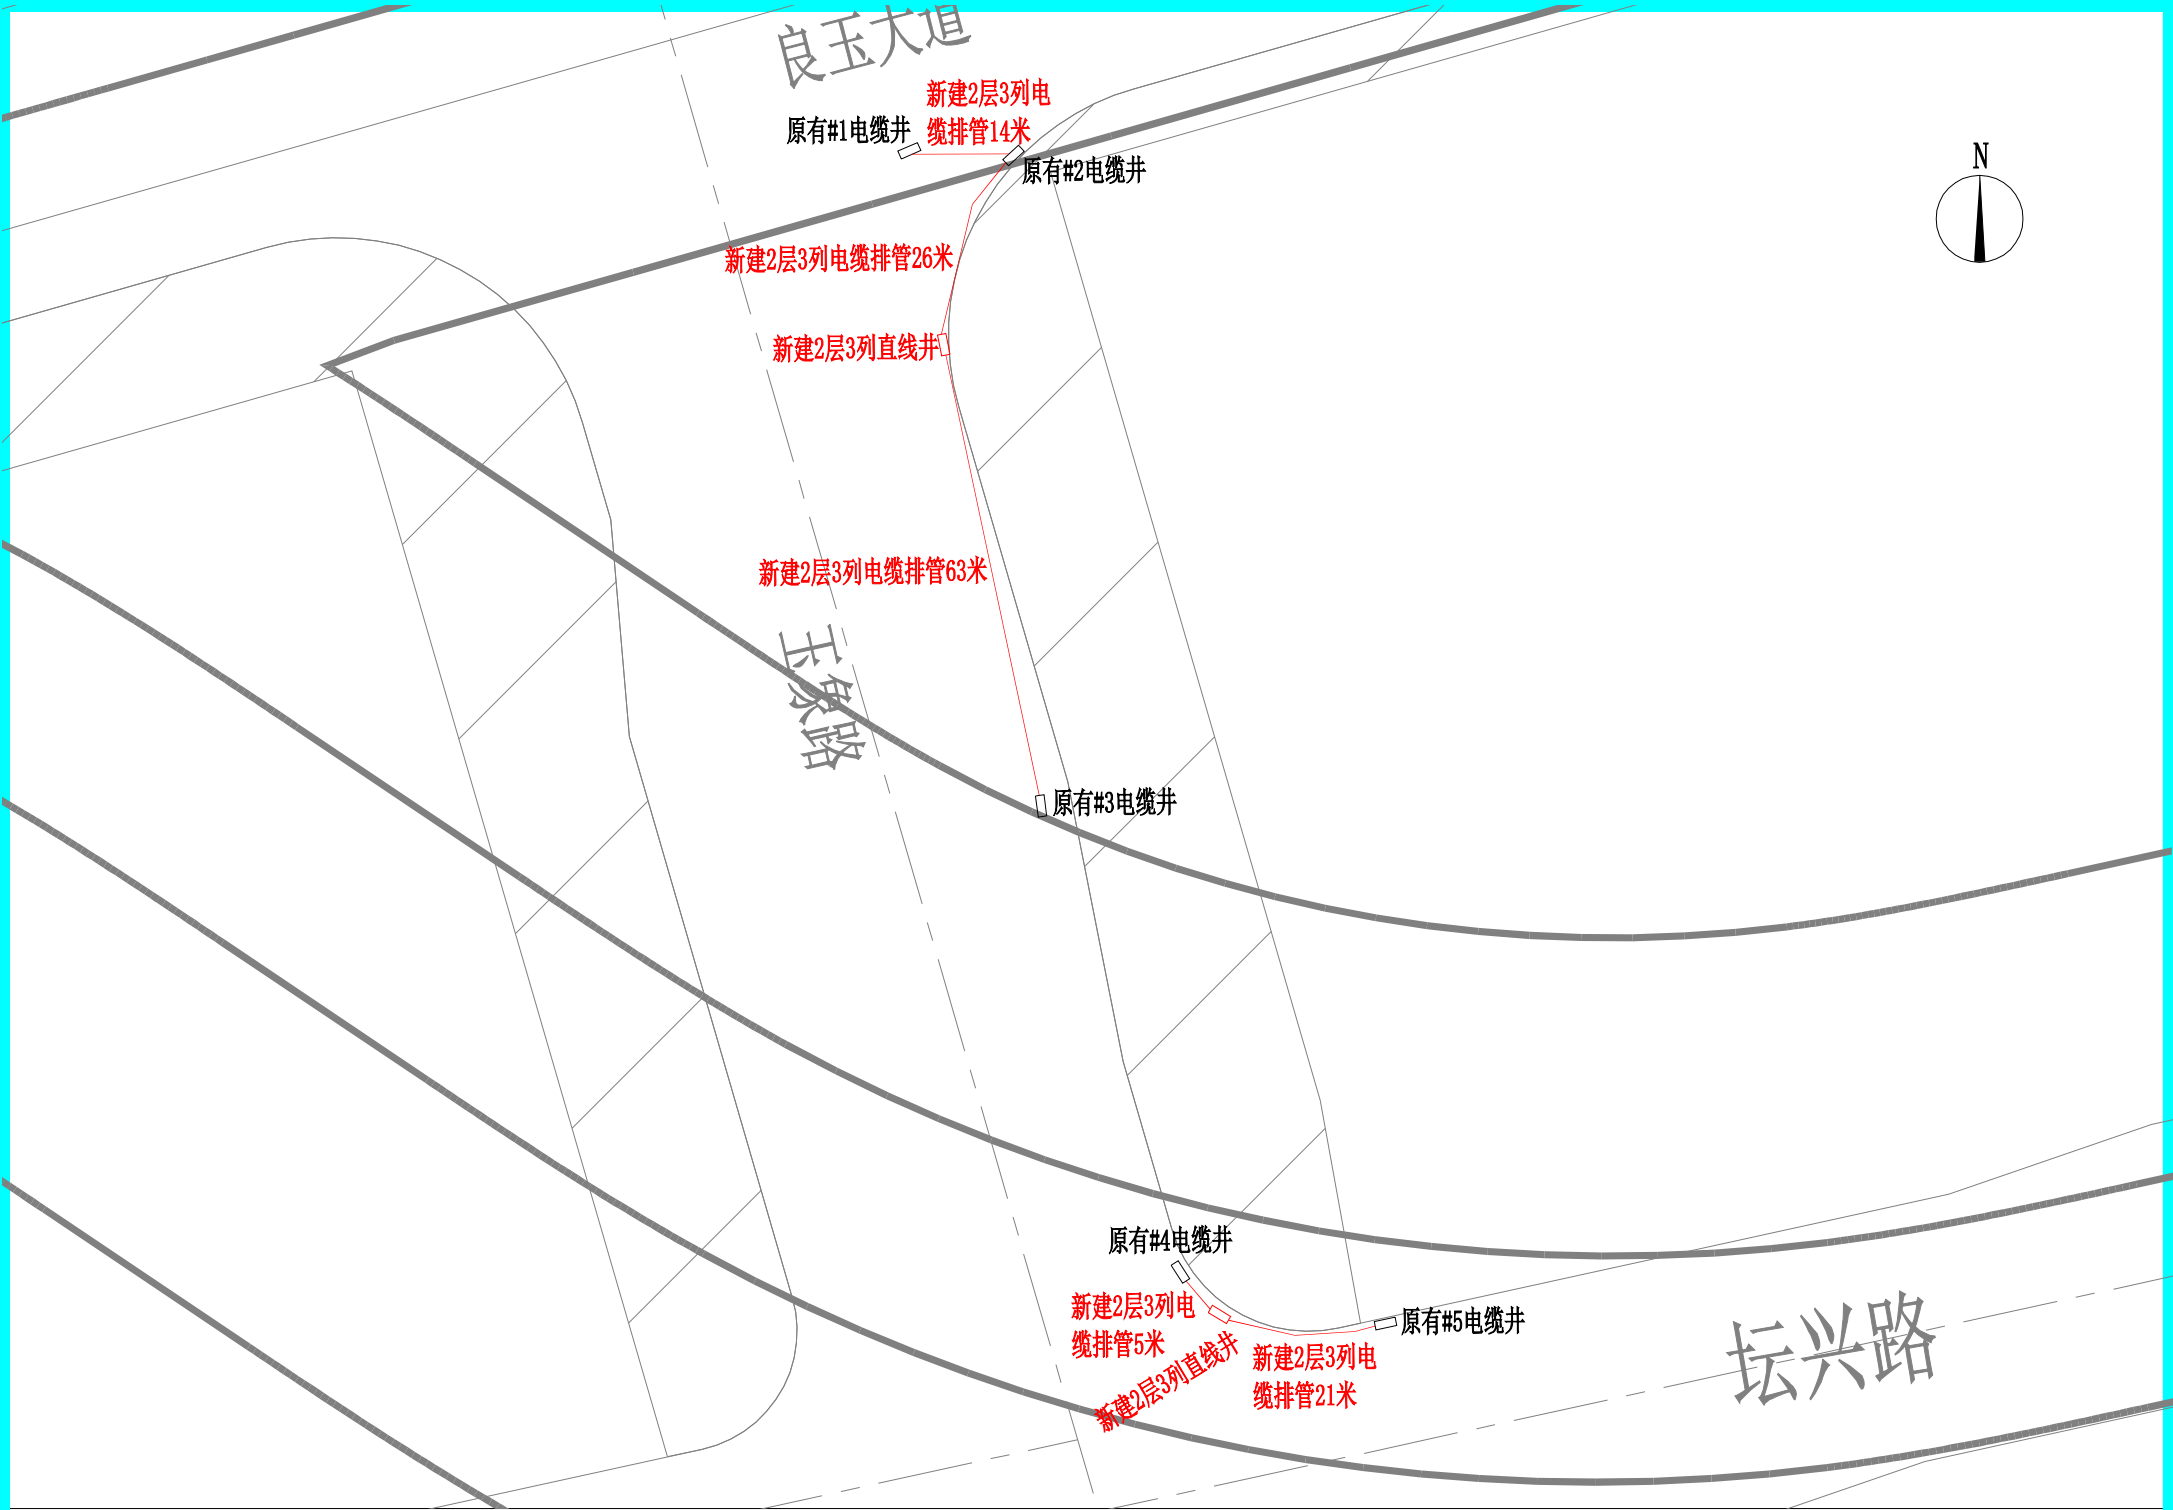 良玉大道
新建2层3列电
缆排管14米
原有#1电缆井
原有#2电缆井
N
新建2层3列电缆排管26米
新建2层3列直线井
新建2层3列电缆排管63米
玉象路
原有#3电缆井
原有#4电缆井
新建2层3列电
缆排管5米
新建2层3列直线井
原有#5电缆井
新建2层3列电
缆排管21米
坛兴路